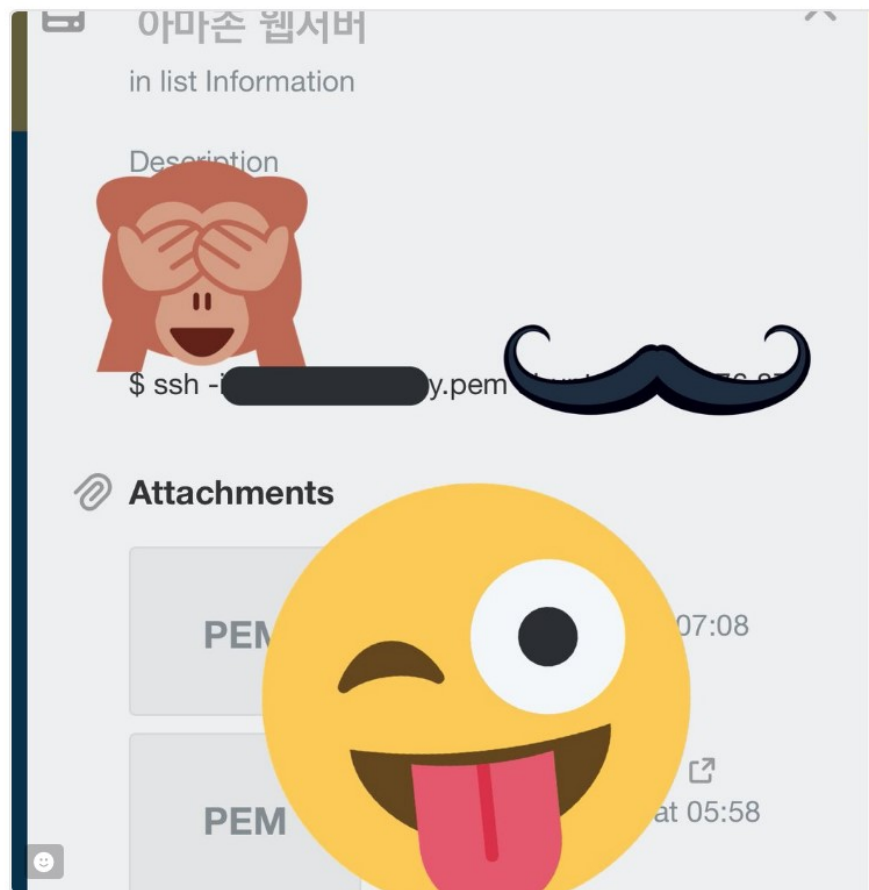 아마존 웹서버
in list Information
Description
$ ssh -i y.pem
Attachments
PEM
07:08
PEM
at 05:58